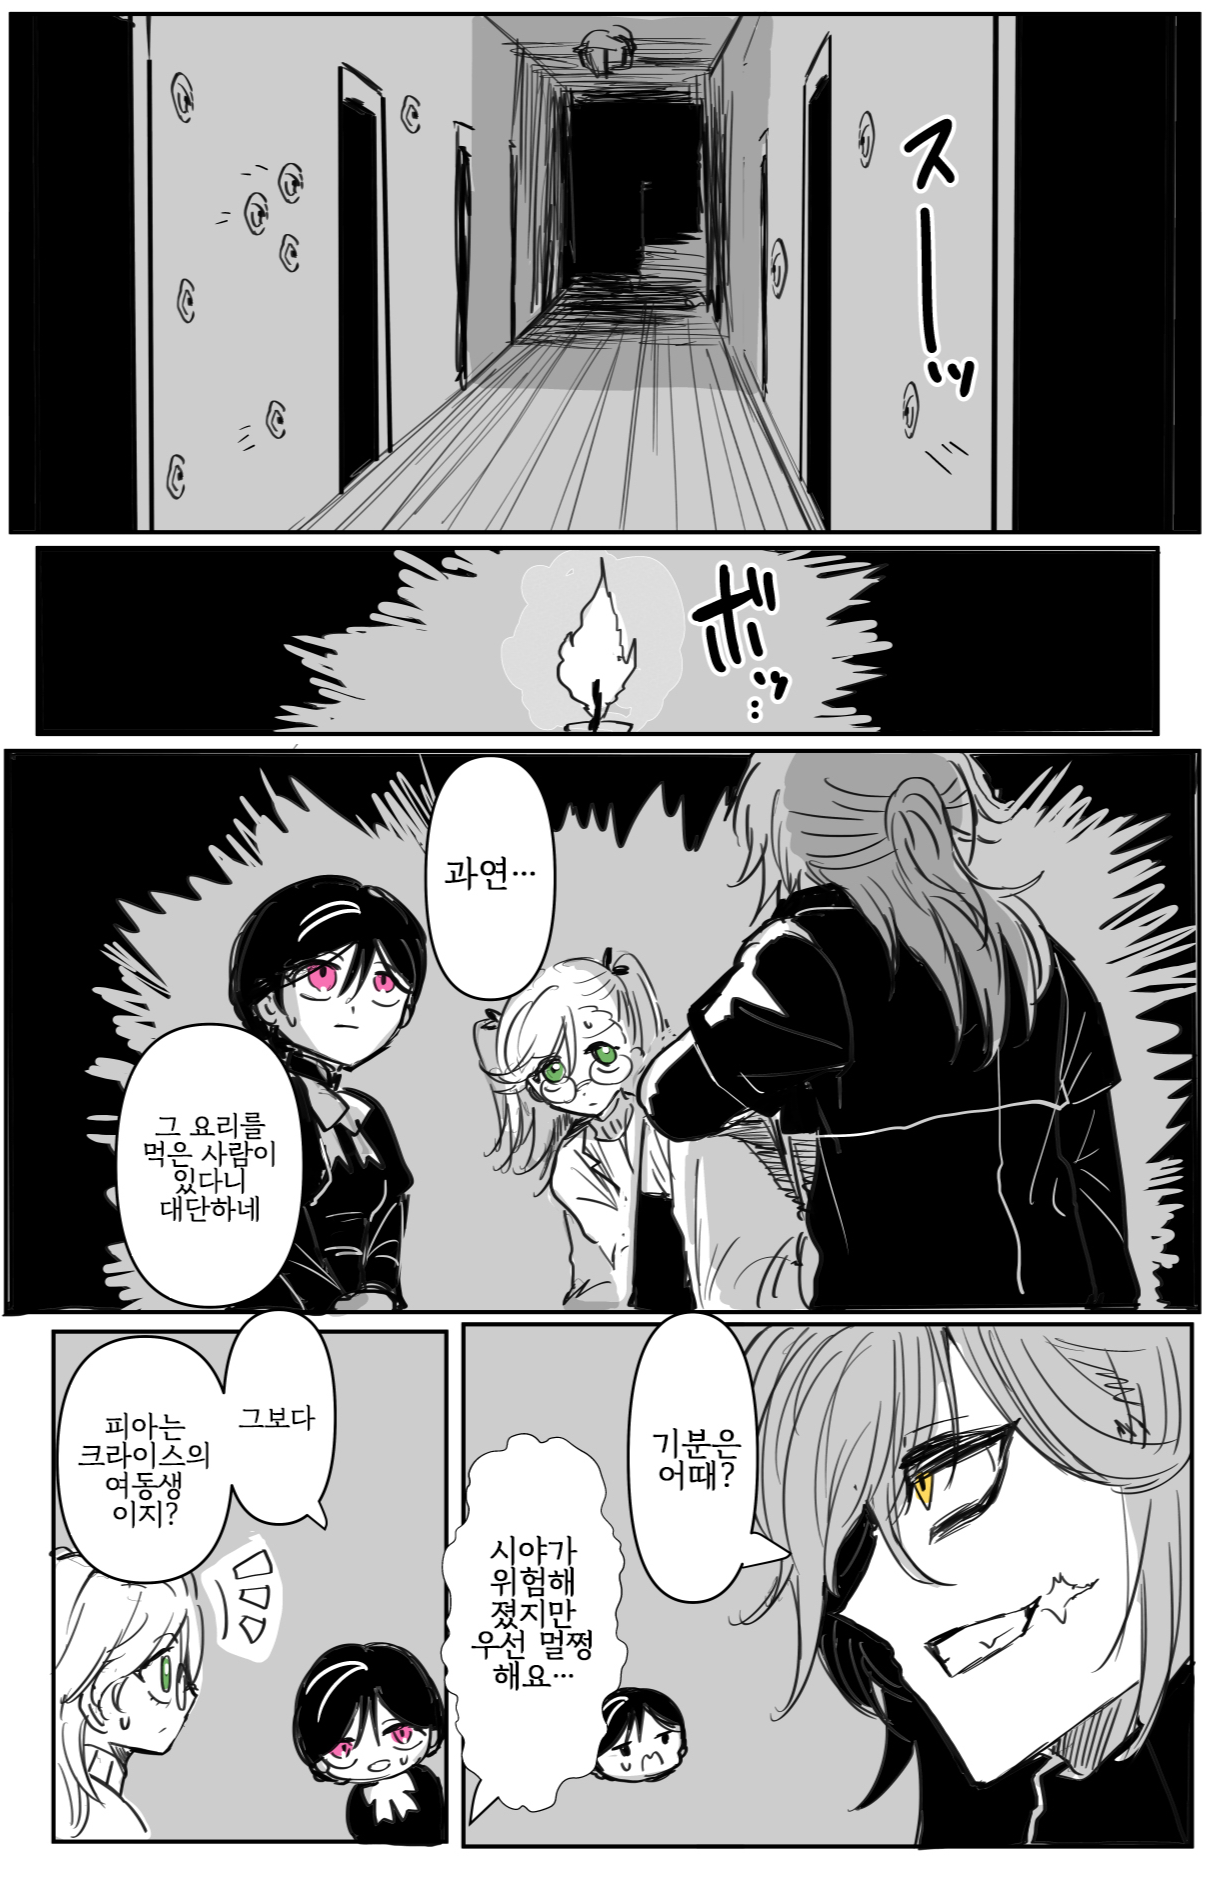 スーーッ
ボッ…
과연…
그 요리를
먹은 사람이
있다니
대단하네
기분은
어때?
시야가
위험해
졌지만
우선 멀쩡
해요…
그보다
피아는
크라이스의
여동생
이지?